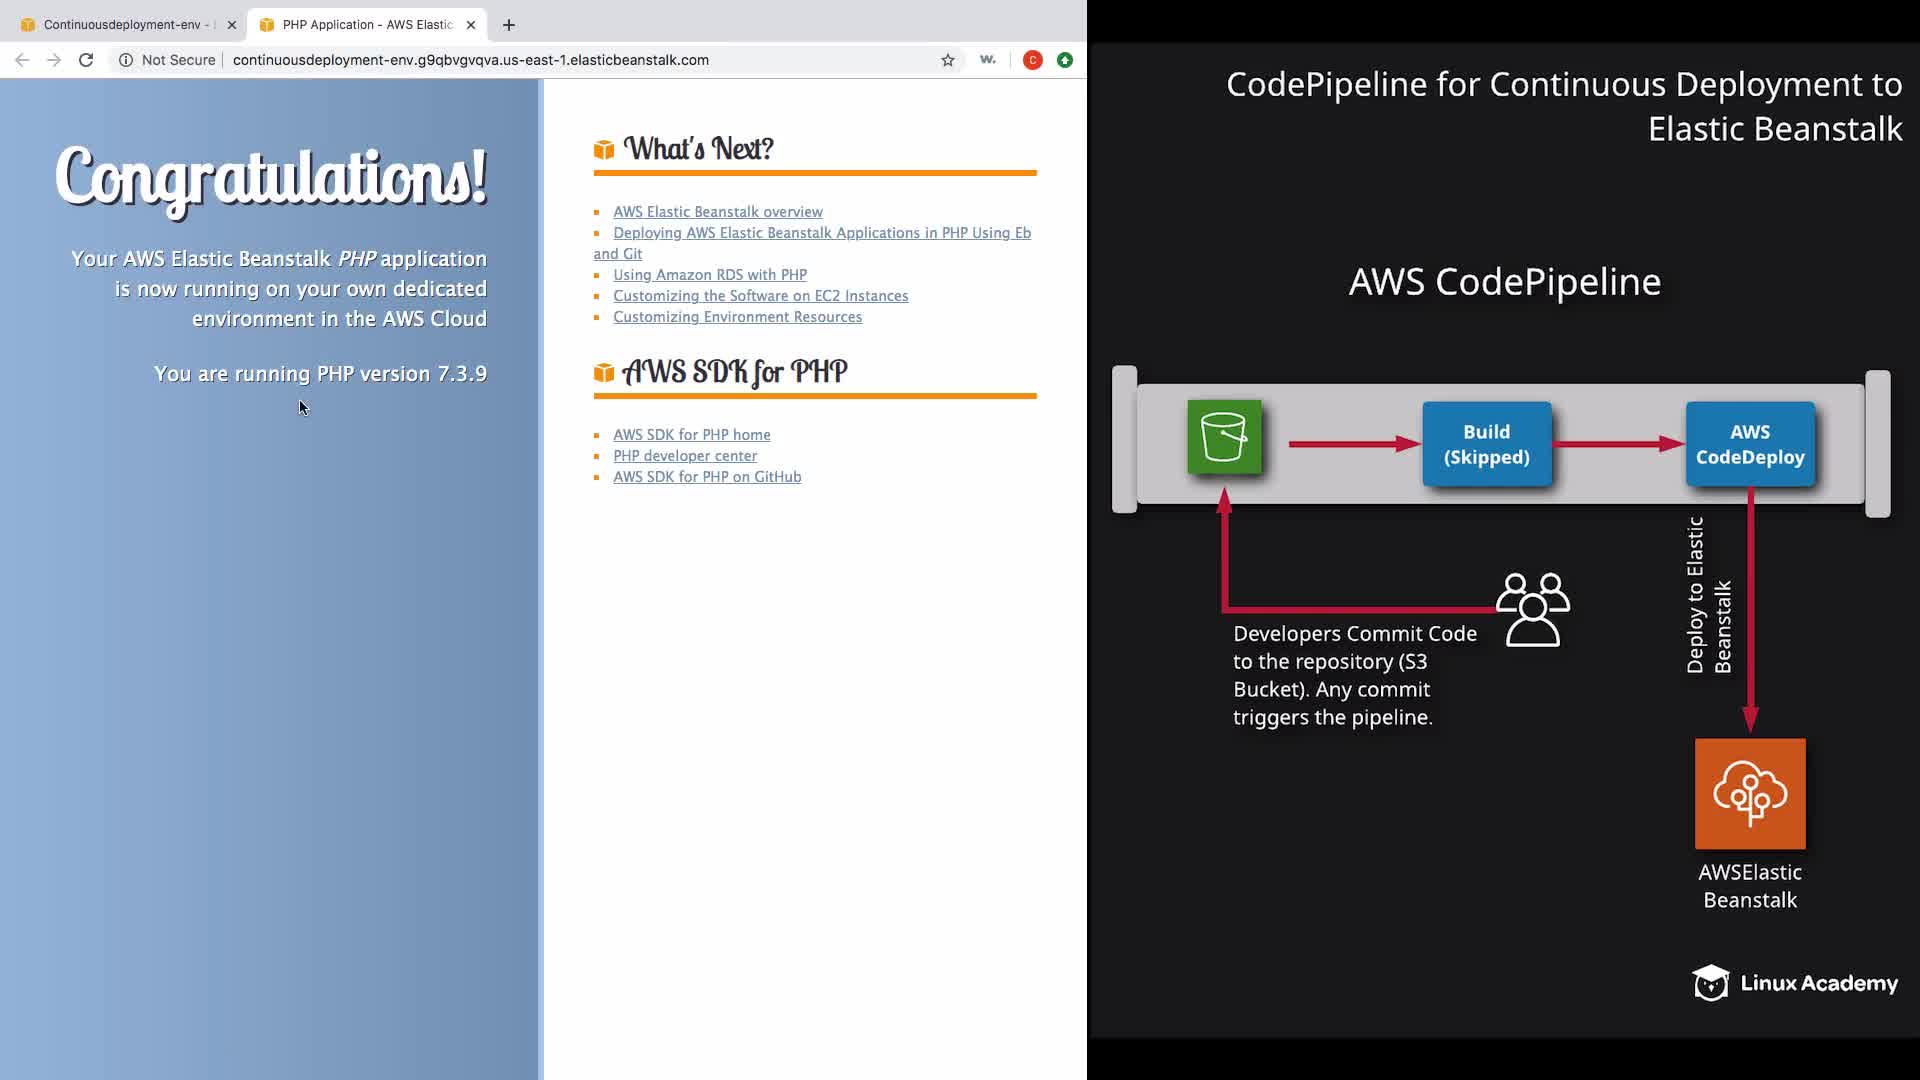 Continuousdeployment-env -
PHP Application - AWS Elastic
Not Secure
continuousdeployment-env.g9qbvgvqva.us-east-1.elasticbeanstalk.com
w.
C
Congratulations!
Your AWS Elastic Beanstalk PHP application
is now running on your own dedicated
environment in the AWS Cloud
You are running PHP version 7.3.9
What's Next?
AWS Elastic Beanstalk overview
Deploying AWS Elastic Beanstalk Applications in PHP Using Eb
and Git
Using Amazon RDS with PHP
Customizing the Software on EC2 Instances
Customizing Environment Resources
AWS SDK for PHP
AWS SDK for PHP home
PHP developer center
AWS SDK for PHP on GitHub
CodePipeline for Continuous Deployment to
Elastic Beanstalk
AWS CodePipeline
Build
(Skipped)
AWS
CodeDeploy
Developers Commit Code
to the repository (S3
Bucket). Any commit
triggers the pipeline.
Deploy to Elastic
Beanstalk
AWSElastic
Beanstalk
Linux Academy